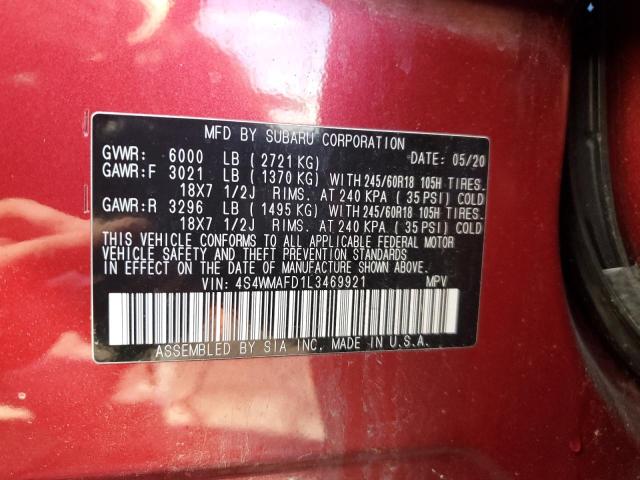 MFD BY SUBARU CORPORATION
GVWR: 6000 LB ( 2721 KG) DATE: 05/20
GAWR:F 3021 LB ( 1370 KG) WITH 245/60R18 105H TIRES.
18X7 1/2J RIMS. AT 240 KPA ( 35 PSI) COLD
GAWR:R 3296 LB ( 1495 KG) WITH 245/60R18 105H TIRES.
18X7 1/2J RIMS. AT 240 KPA ( 35 PSI) COLD
THIS VEHICLE CONFORMS TO ALL APPLICABLE FEDERAL MOTOR
VEHICLE SAFETY AND THEFT PREVENTION STANDARDS
IN EFFECT ON THE DATE OF MANUFACTURE SHOWN ABOVE.
VIN: 4S4WMAFD1L3469921 MPV
ASSEMBLED BY SIA INC. MADE IN U.S.A.